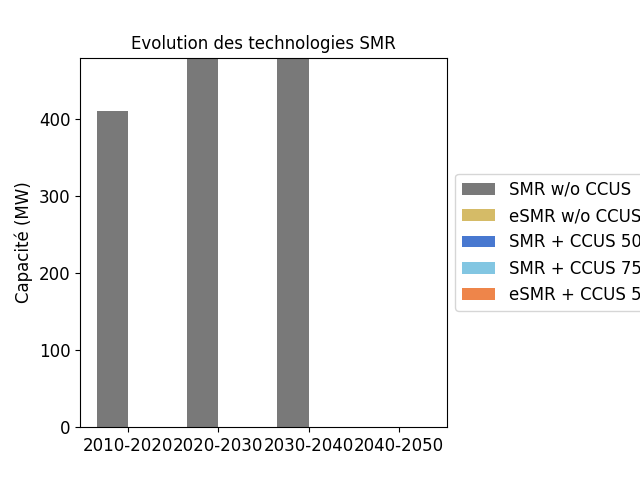 Evolution des technologies SMR
Capacité (MW)
400
300
200
100
0
2010-2020 2020-2030 2030-2040 2040-2050
SMR w/o CCUS
eSMR w/o CCUS
SMR + CCUS 50
SMR + CCUS 75
eSMR + CCUS 5